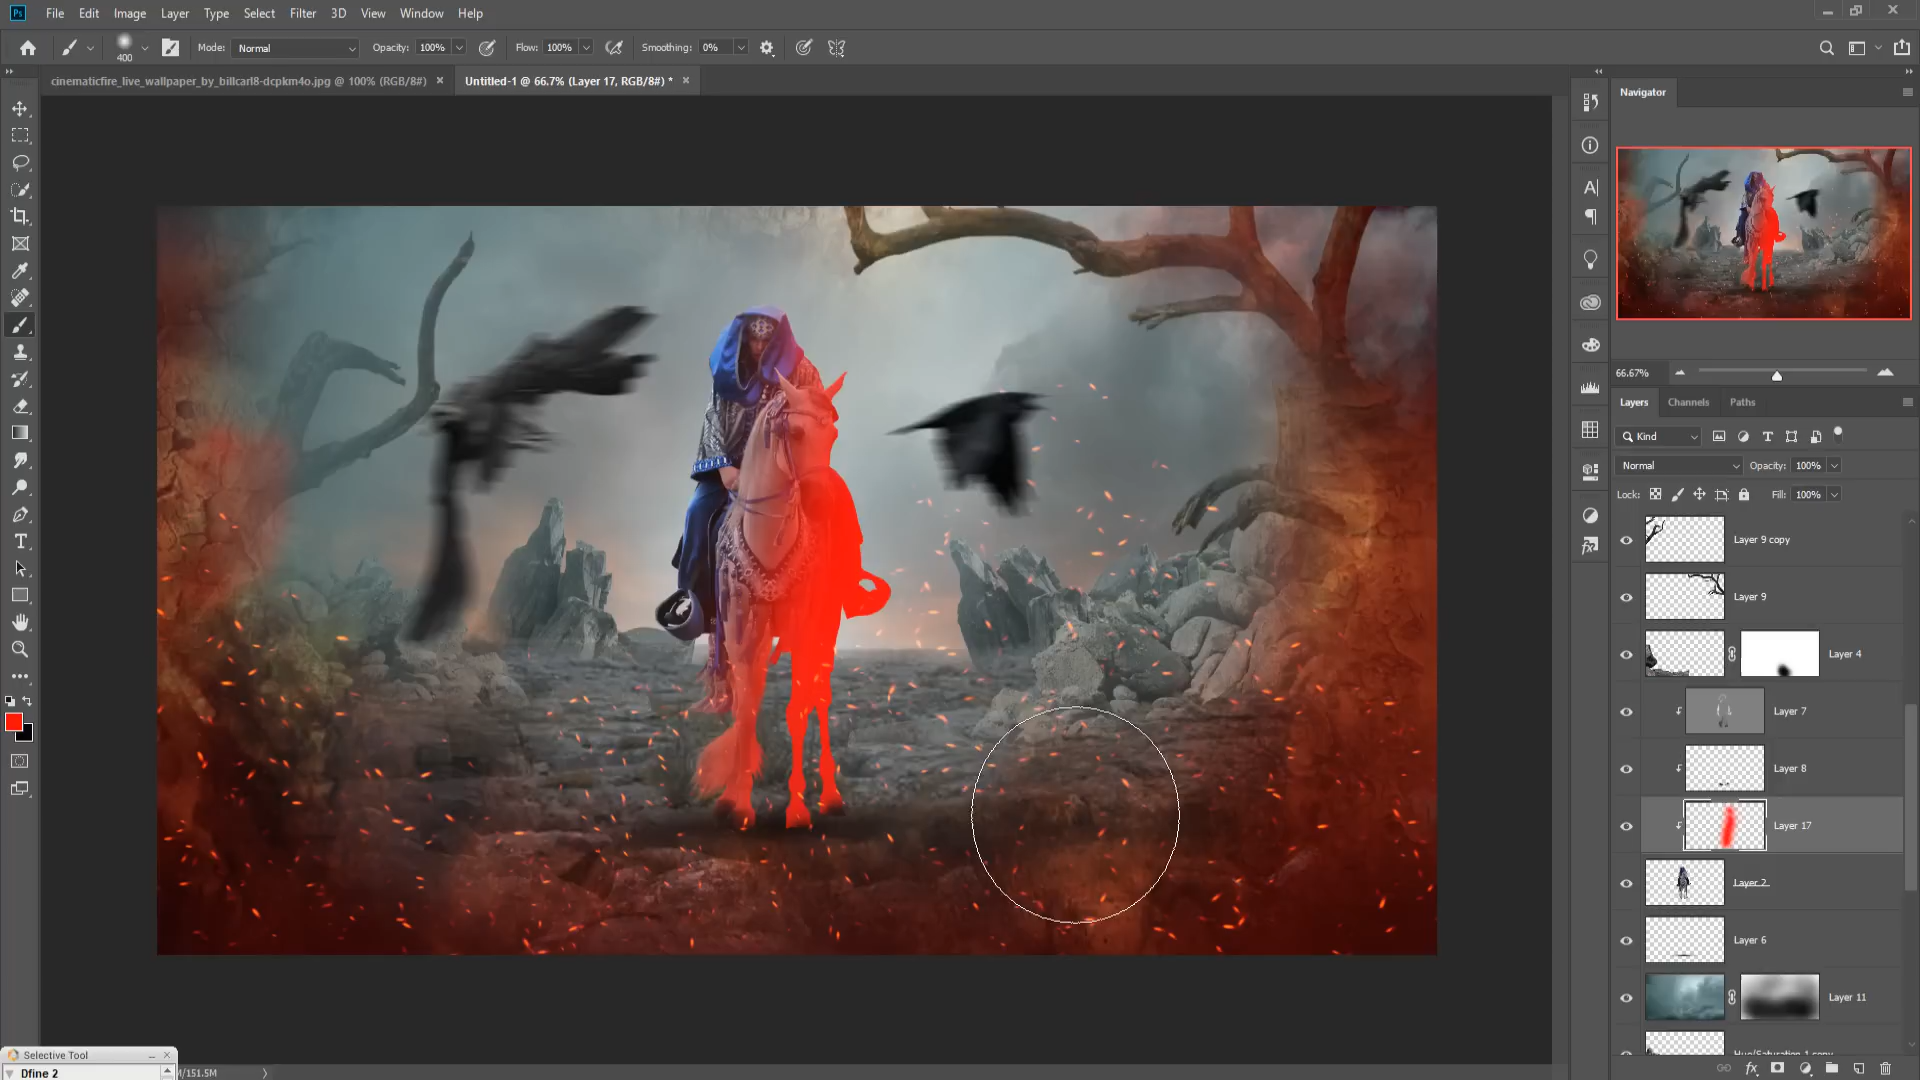 Ps File Edit Image Layer Type Select Filter 3D View Window Help
400 Mode: Normal Opacity: 100% Flow: 100% Smoothing: 0%
cinematicfire_live_wallpaper_by_billcarl8-dcpkm4o.jpg @ 100% (RGB/8#) × Untitled-1 @ 66.7% (Layer 17, RGB/8#) * ×
Navigator
66.67%
Layers Channels Paths
Kind
Normal Opacity: 100%
Lock: Fill: 100%
Layer 9 copy
Layer 9
Layer 4
Layer 7
Layer 8
Layer 17
Layer 2
Layer 6
Layer 11
Hue/Saturation 1 copy
Selective Tool
Dfine 2
M/151.5M